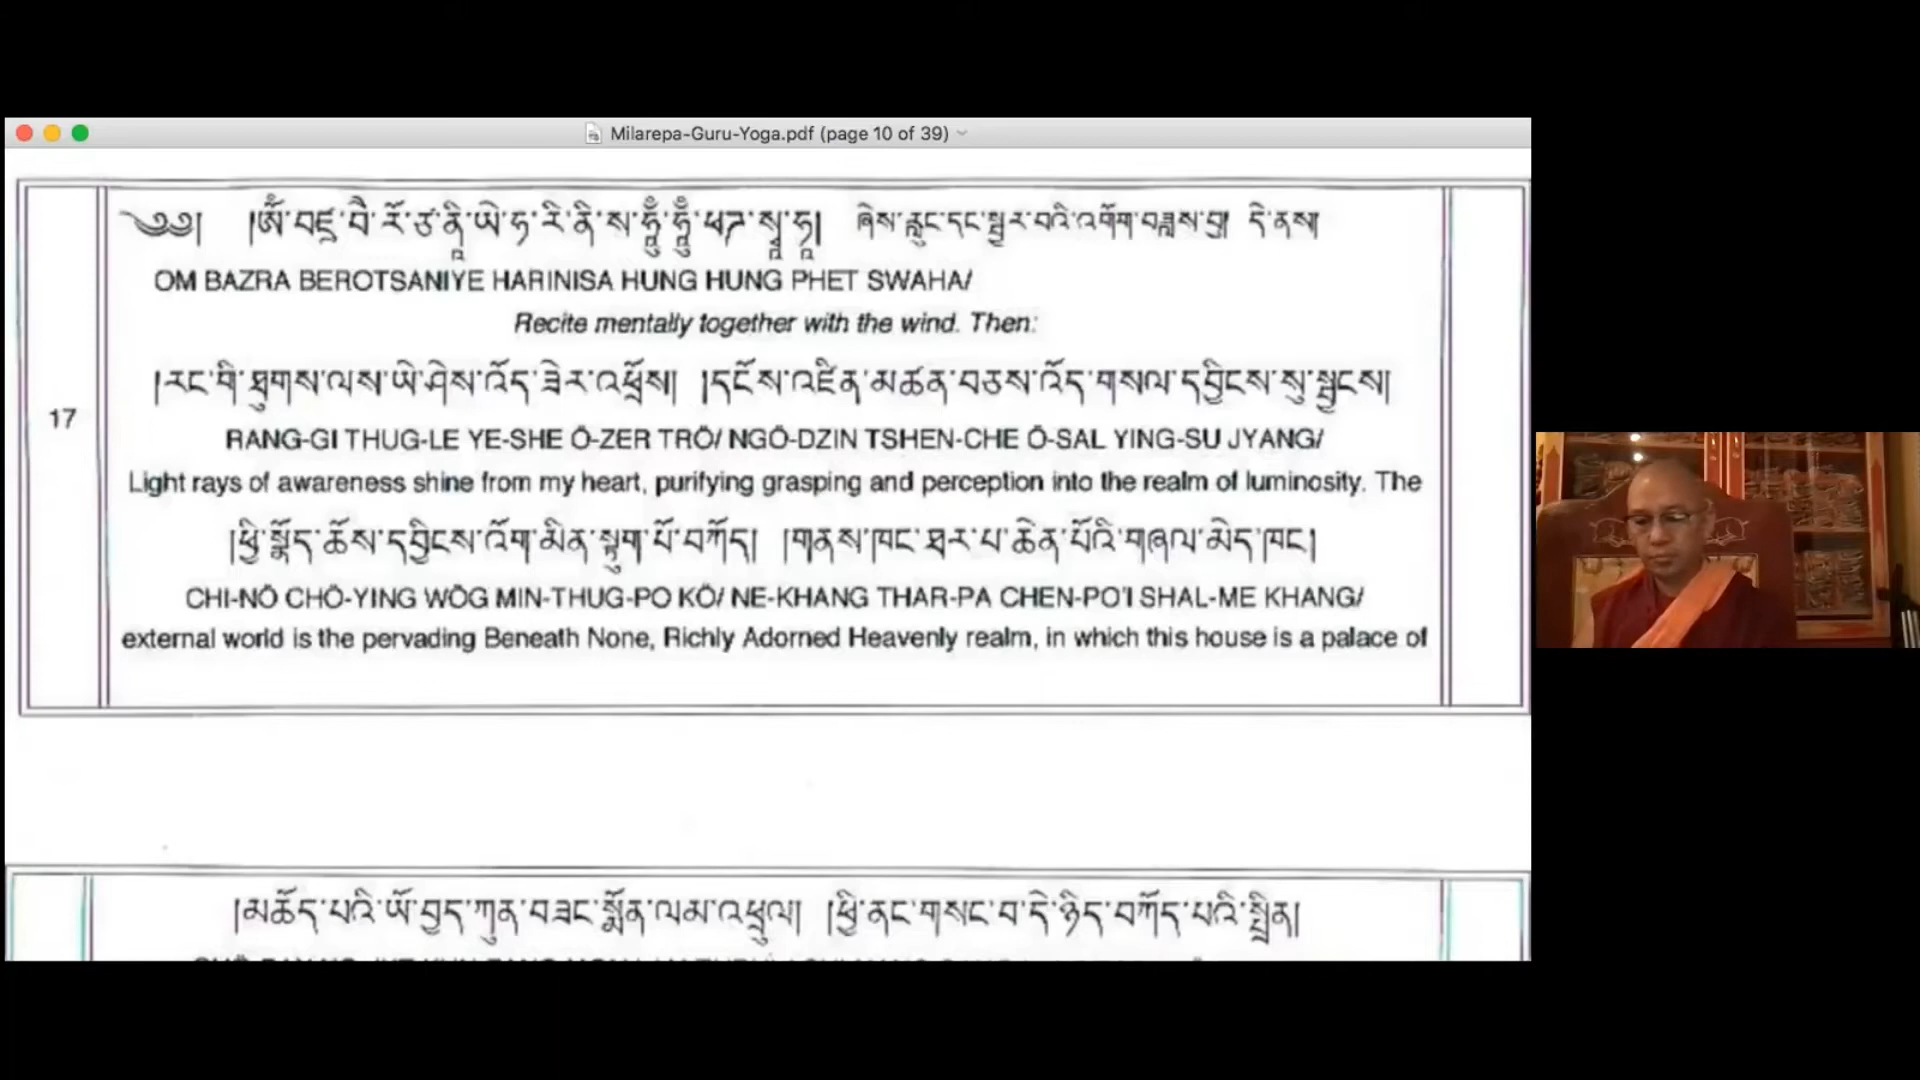 Milarepa-Guru-Yoga.pdf (page 10 of 39)
༄༅། །ཨོཾ་བཛྲ་བཻ་རོ་ཙ་ནཱི་ཡེ་ཧ་རི་ནི་ས་ཧཱུྃ་ཧཱུྃ་ཕཊ་སྭཱ་ཧཱ། ཞེས་རླུང་དང་སྦྱར་བའི་འགོག་བཟླས་བྱ། དེ་ནས།
OM BAZRA BEROTSANIYE HARINISA HUNG HUNG PHET SWAHA/
Recite mentally together with the wind. Then:
།རང་གི་ཐུགས་ལས་ཡེ་ཤེས་འོད་ཟེར་འཕྲོས། །དངོས་འཛིན་མཚན་བཅས་འོད་གསལ་དབྱིངས་སུ་སྦྱངས།
17
RANG-GI THUG-LE YE-SHE Ö-ZER TRÖ/ NGÖ-DZIN TSHEN-CHE Ö-SAL YING-SU JYANG/
Light rays of awareness shine from my heart, purifying grasping and perception into the realm of luminosity. The
།ཕྱི་སྣོད་ཆོས་དབྱིངས་འོག་མིན་སྟུག་པོ་བཀོད། །གནས་ཁང་ཐར་པ་ཆེན་པོའི་གཞལ་མེད་ཁང།
CHI-NÖ CHÖ-YING WÖG MIN-THUG-PO KÖ/ NE-KHANG THAR-PA CHEN-PO'I SHAL-ME KHANG/
external world is the pervading Beneath None, Richly Adorned Heavenly realm, in which this house is a palace of
།མཆོད་པའི་ཡོ་བྱད་ཀུན་བཟང་སྨོན་ལམ་འཕྲུལ། །ཕྱི་ནང་གསང་བ་དེ་ཉིད་བཀོད་པའི་སྤྲིན།